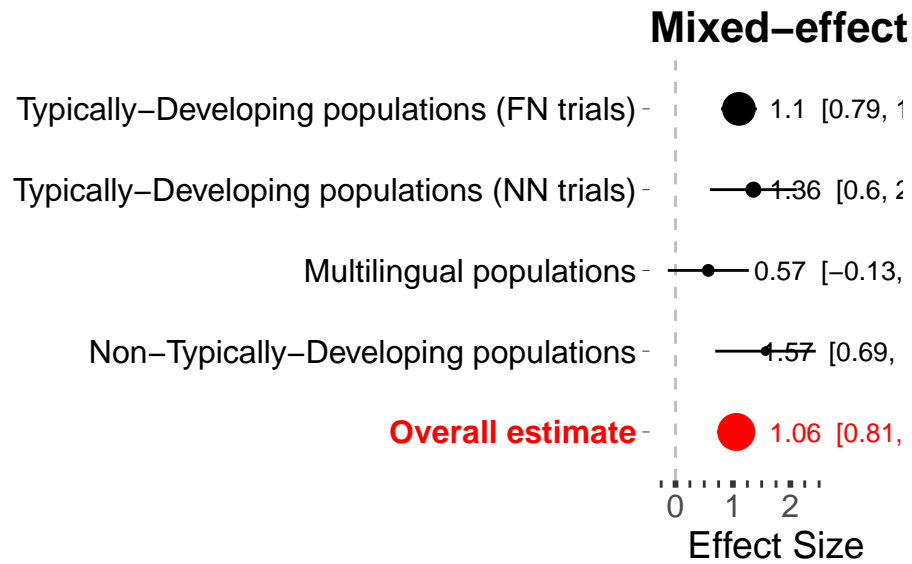 Mixed−effect
Typically−Developing populations (FN trials) 1.1 [0.79, 1
Typically−Developing populations (NN trials) 1.36 [0.6, 2
Multilingual populations 0.57 [−0.13,
Non−Typically−Developing populations 1.57 [0.69,
Overall estimate 1.06 [0.81,
0 1 2
Effect Size